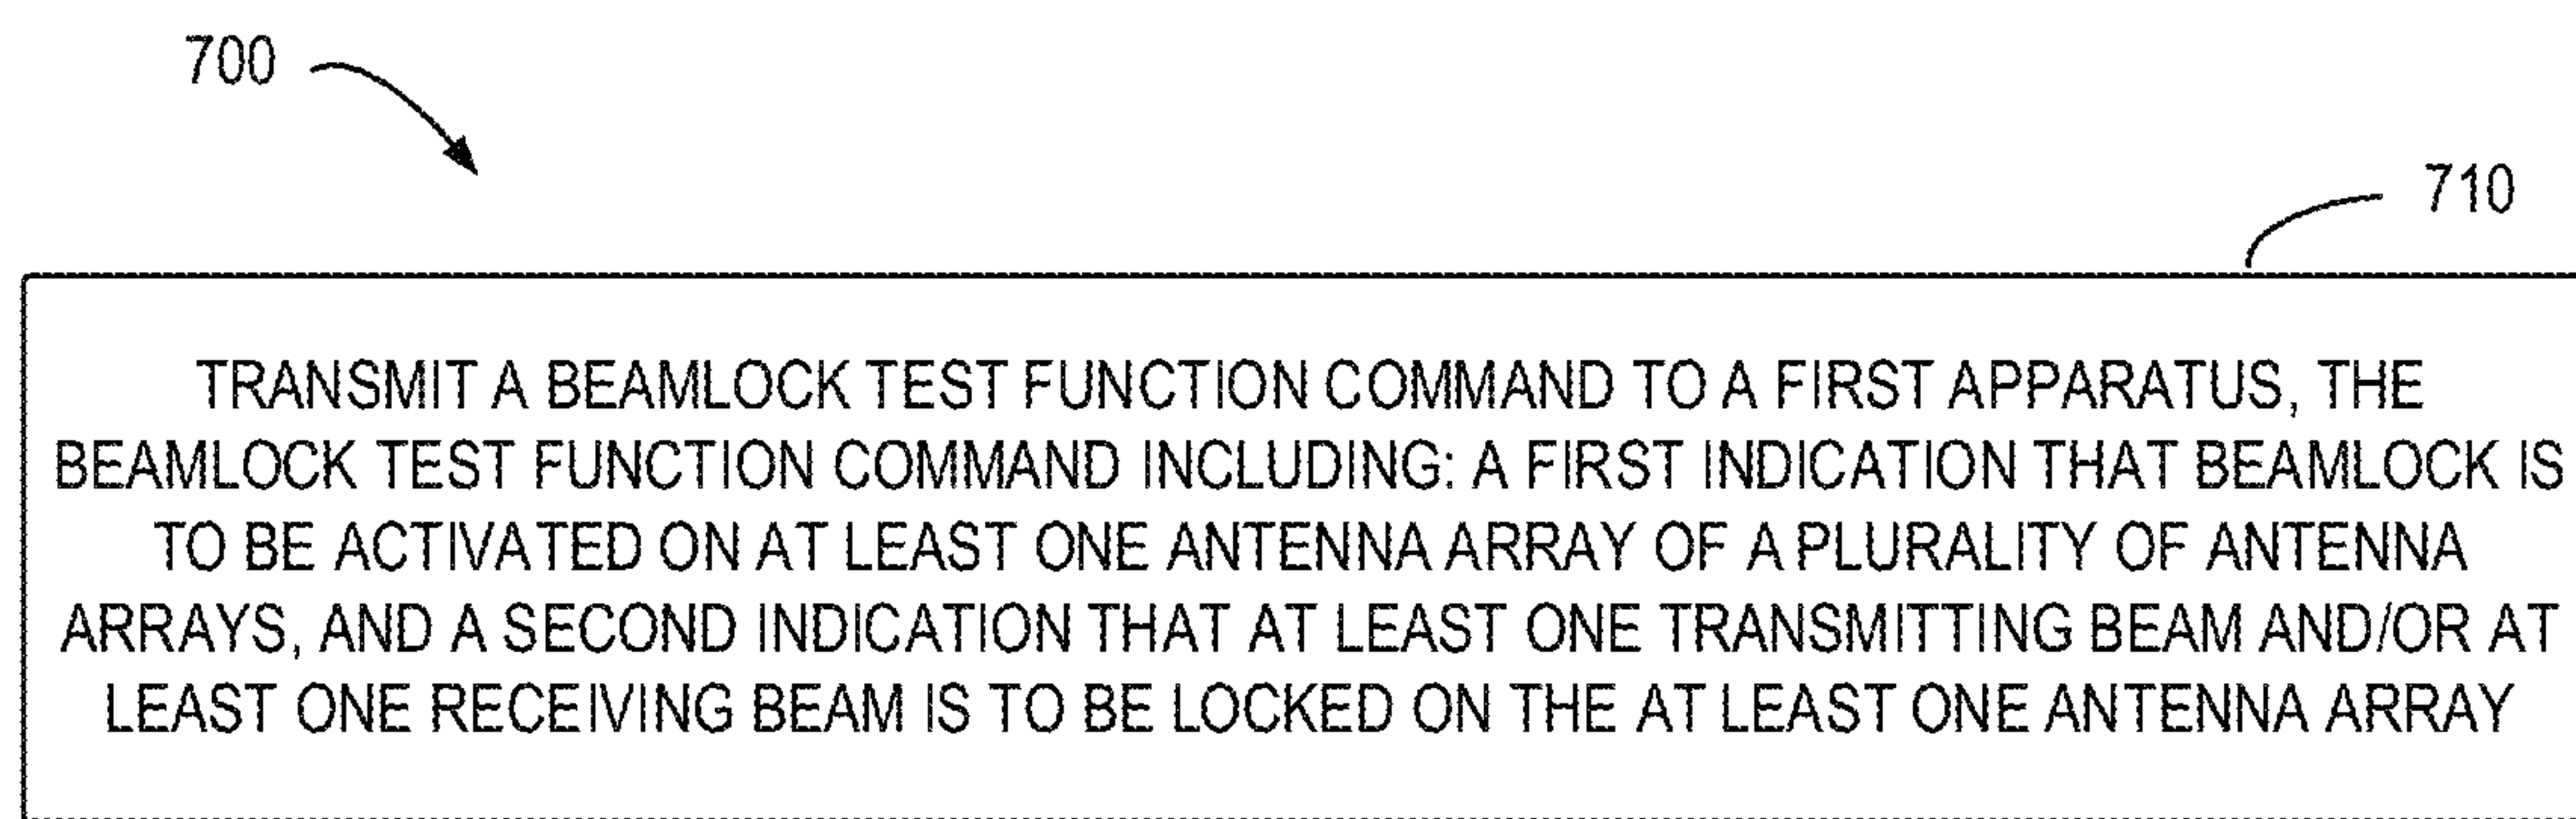 700
710
TRANSMIT A BEAMLOCK TEST FUNCTION COMMAND TO A FIRST APPARATUS, THE
BEAMLOCK TEST FUNCTION COMMAND INCLUDING: A FIRST INDICATION THAT BEAMLOCK IS
TO BE ACTIVATED ON AT LEAST ONE ANTENNA ARRAY OF A PLURALITY OF ANTENNA
ARRAYS, AND A SECOND INDICATION THAT AT LEAST ONE TRANSMITTING BEAM AND/OR AT
LEAST ONE RECEIVING BEAM IS TO BE LOCKED ON THE AT LEAST ONE ANTENNA ARRAY